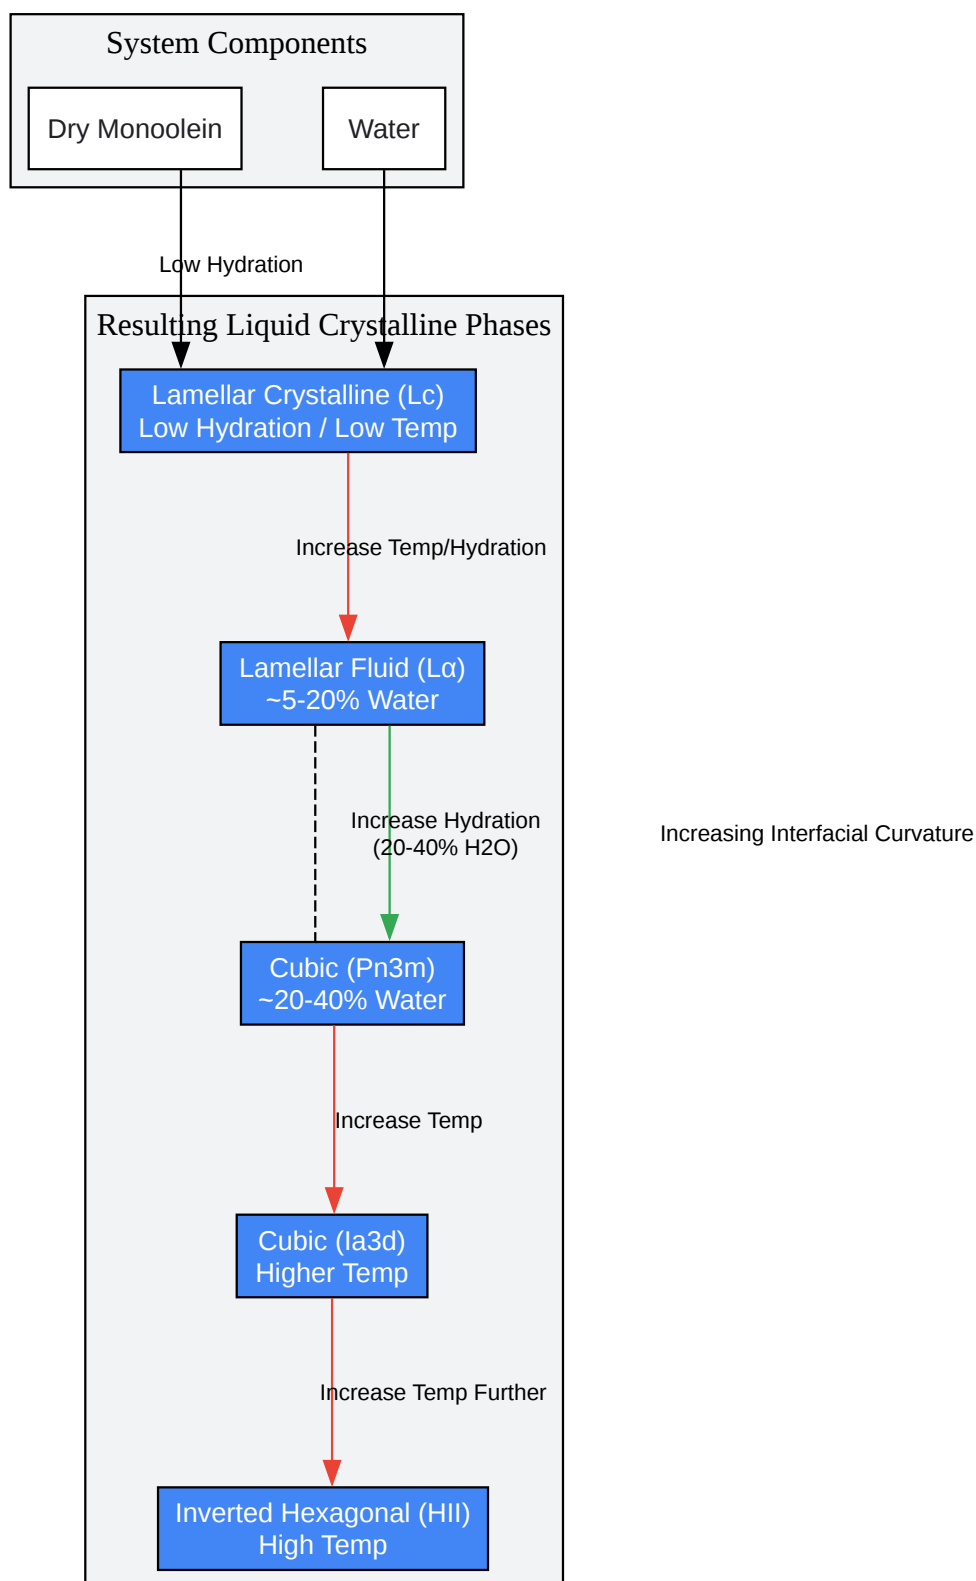 System Components
Dry Monoolein
Water
Low Hydration
Resulting Liquid Crystalline Phases
Lamellar Crystalline (Lc)
Low Hydration / Low Temp
Increase Temp/Hydration
Lamellar Fluid (Lα)
~5-20% Water
Increase Hydration
(20-40% H2O)
Increasing Interfacial Curvature
Cubic (Pn3m)
~20-40% Water
Increase Temp
Cubic (Ia3d)
Higher Temp
Increase Temp Further
Inverted Hexagonal (HII)
High Temp